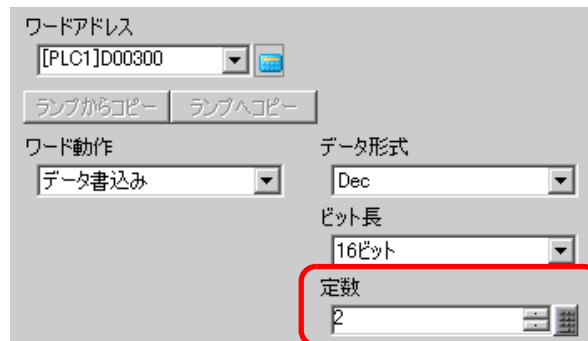 ワードアドレス
[PLC1]D00300
ランプからコピー ランプへコピー
ワード動作 データ形式
データ書込み Dec
ビット長
16ビット
定数
2